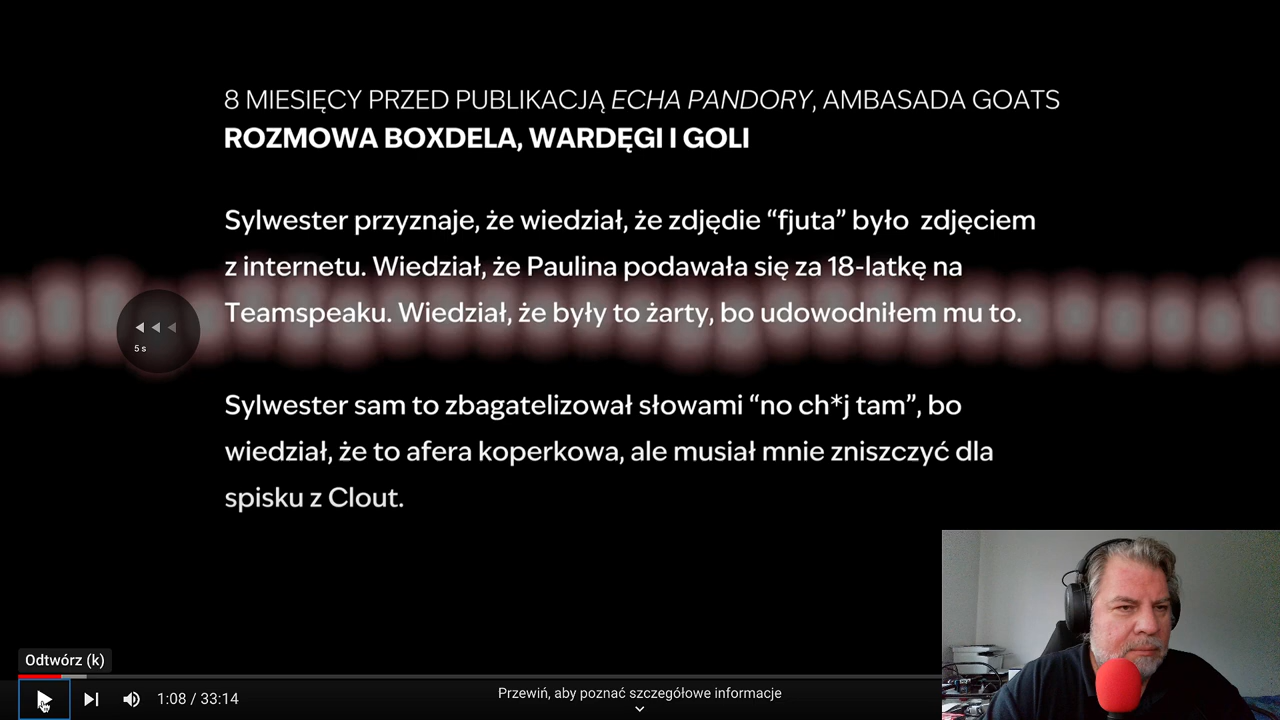 8 MIESIĘCY PRZED PUBLIKACJĄ ECHA PANDORY, AMBASADA GOATS
ROZMOWA BOXDELA, WARDĘGI I GOLI
Sylwester przyznaje, że wiedział, że zdjędie “fjuta” było zdjęciem
z internetu. Wiedział, że Paulina podawała się za 18-latkę na
Teamspeaku. Wiedział, że były to żarty, bo udowodniłem mu to.
5 s
Sylwester sam to zbagatelizował słowami “no ch*j tam”, bo
wiedział, że to afera koperkowa, ale musiał mnie zniszczyć dla
spisku z Clout.
Odtwórz (k)
1:08 / 33:14
Przewiń, aby poznać szczegółowe informacje